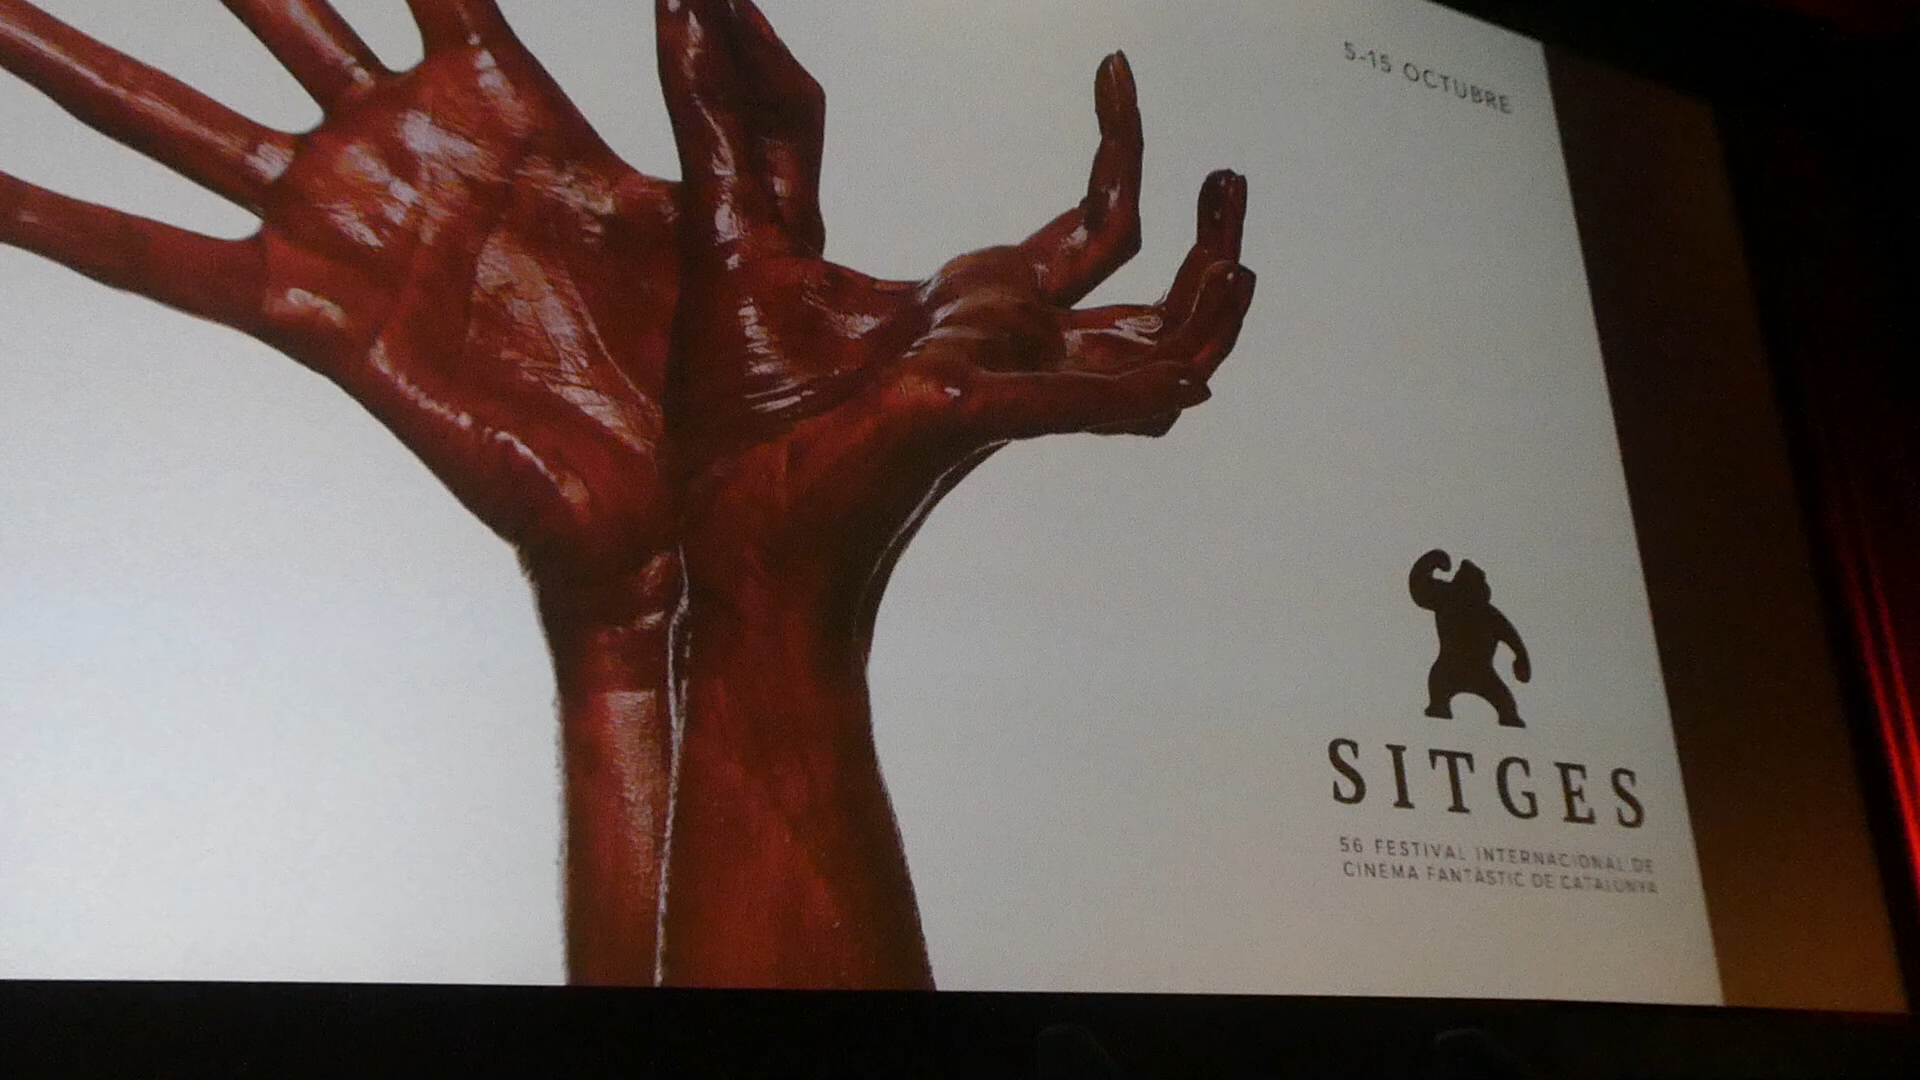 5-15 OCTUBRE
SITGES
56 FESTIVAL INTERNACIONAL DE
CINEMA FANTÀSTIC DE CATALUNYA